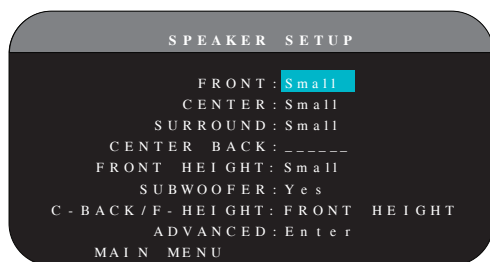 SPEAKER SETUP
FRONT: Small
CENTER: Small
SURROUND: Small
CENTER BACK: ______
FRONT HEIGHT: Small
SUBWOOFER: Yes
C-BACK/F-HEIGHT: FRONT HEIGHT
ADVANCED: Enter
MAIN MENU